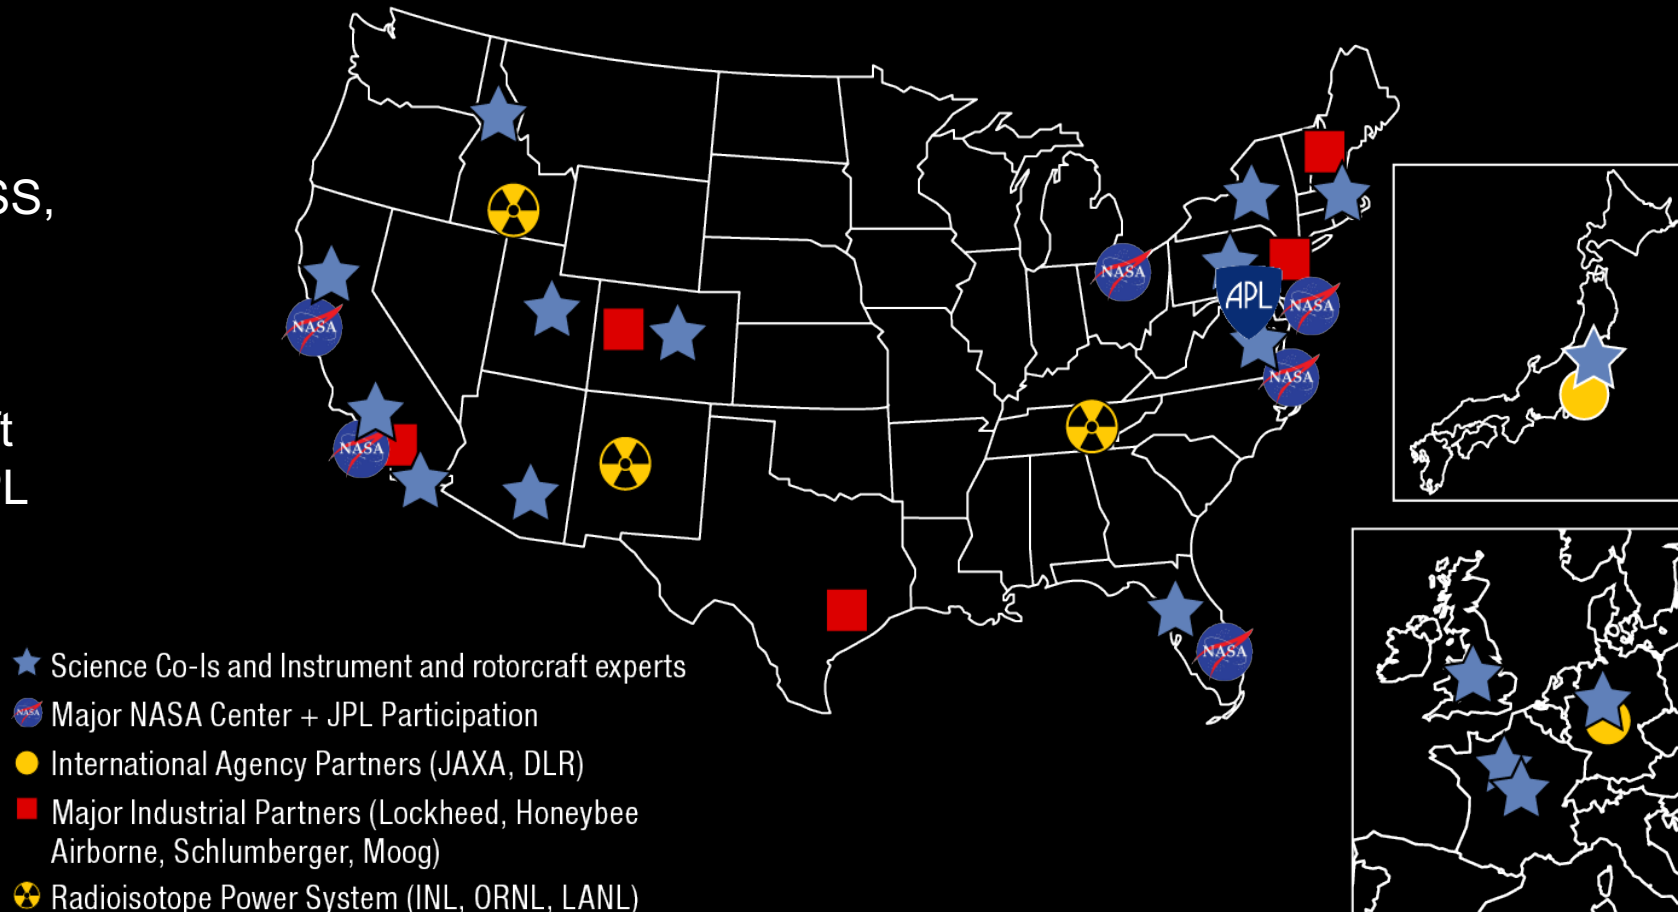 SS,
t
PL
NASA
NASA
NASA
APL
NASA
NASA
NASA
Science Co-Is and Instrument and rotorcraft experts
NASA Major NASA Center + JPL Participation
International Agency Partners (JAXA, DLR)
Major Industrial Partners (Lockheed, Honeybee
Airborne, Schlumberger, Moog)
Radioisotope Power System (INL, ORNL, LANL)